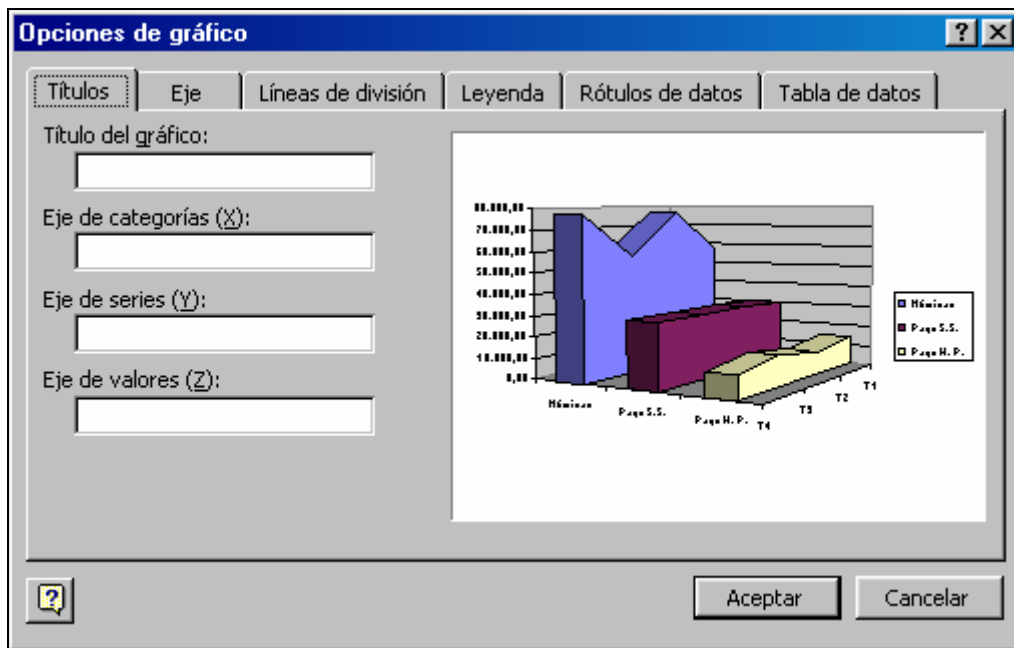 Opciones de gráfico
Títulos Eje Líneas de división Leyenda Rótulos de datos Tabla de datos
Título del gráfico:
Eje de categorías (X):
Eje de series (Y):
Eje de valores (Z):
80.000,00
70.000,00
60.000,00
50.000,00
40.000,00
30.000,00
20.000,00
10.000,00
0,00
Nóminas
Pago S.S.
Pago H. P.
T4
T3
T2
T1
Nóminas
Pago S.S.
Pago H. P.
Aceptar Cancelar